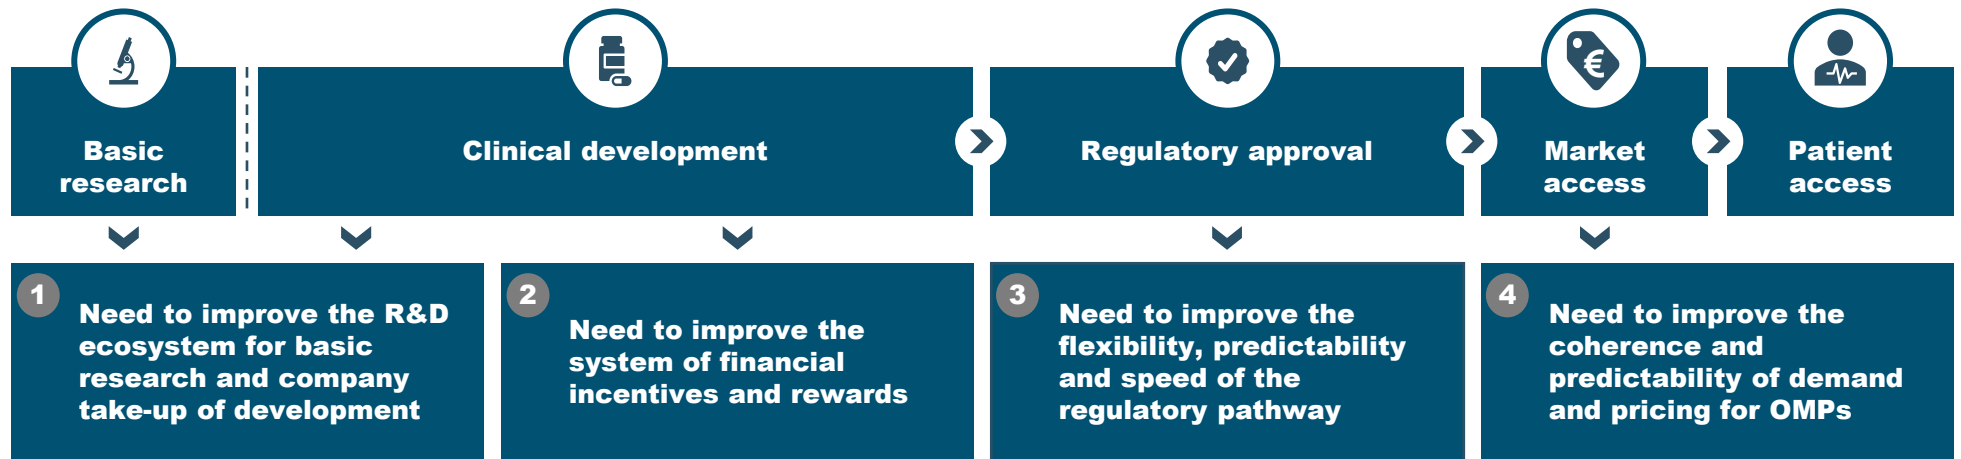 Basic
research
Clinical development
Regulatory approval
Market
access
Patient
access
€
1
Need to improve the R&D
ecosystem for basic
research and company
take-up of development
2
Need to improve the
system of financial
incentives and rewards
3
Need to improve the
flexibility, predictability
and speed of the
regulatory pathway
4
Need to improve the
coherence and
predictability of demand
and pricing for OMPs